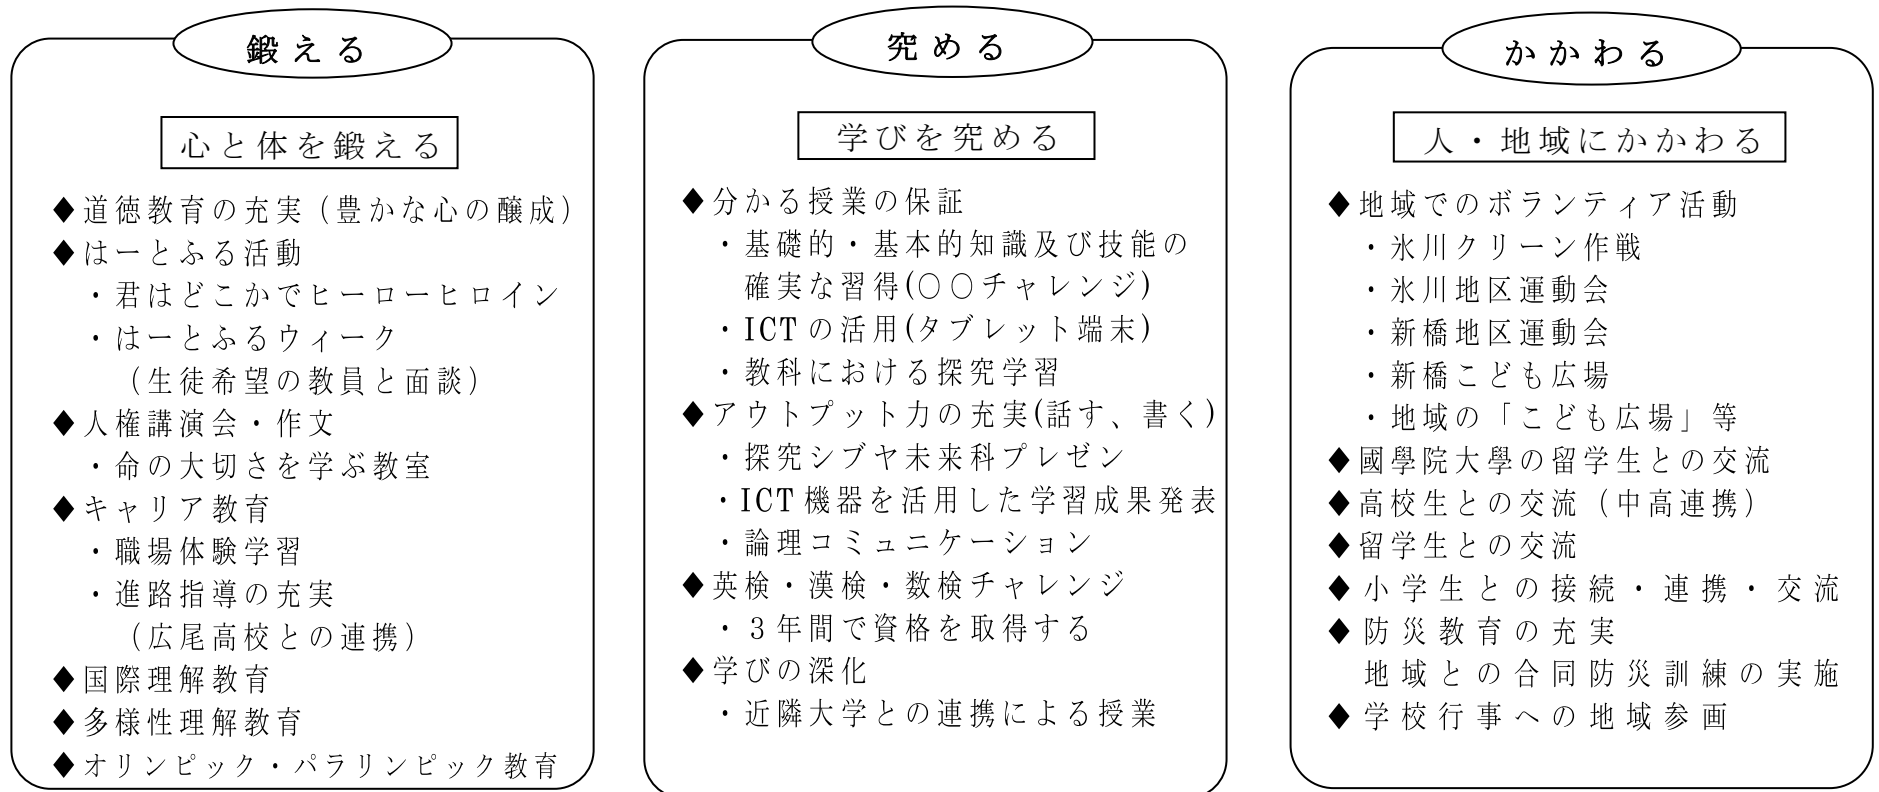 鍛える
心と体を鍛える
◆道徳教育の充実（豊かな心の醸成）
◆はーとふる活動
・君はどこかでヒーローヒロイン
・はーとふるウィーク
（生徒希望の教員と面談）
◆人権講演会・作文
・命の大切さを学ぶ教室
◆キャリア教育
・職場体験学習
・進路指導の充実
（広尾高校との連携）
◆国際理解教育
◆多様性理解教育
◆オリンピック・パラリンピック教育
究める
学びを究める
◆分かる授業の保証
・基礎的・基本的知識及び技能の
確実な習得(〇〇チャレンジ)
・ICTの活用(タブレット端末)
・教科における探究学習
◆アウトプット力の充実(話す、書く)
・探究シブヤ未来科プレゼン
・ICT機器を活用した学習成果発表
・論理コミュニケーション
◆英検・漢検・数検チャレンジ
・３年間で資格を取得する
◆学びの深化
・近隣大学との連携による授業
かかわる
人・地域にかかわる
◆地域でのボランティア活動
・氷川クリーン作戦
・氷川地区運動会
・新橋地区運動会
・新橋こども広場
・地域の「こども広場」等
◆國學院大學の留学生との交流
◆高校生との交流（中高連携）
◆留学生との交流
◆小学生との接続・連携・交流
◆防災教育の充実
地域との合同防災訓練の実施
◆学校行事への地域参画